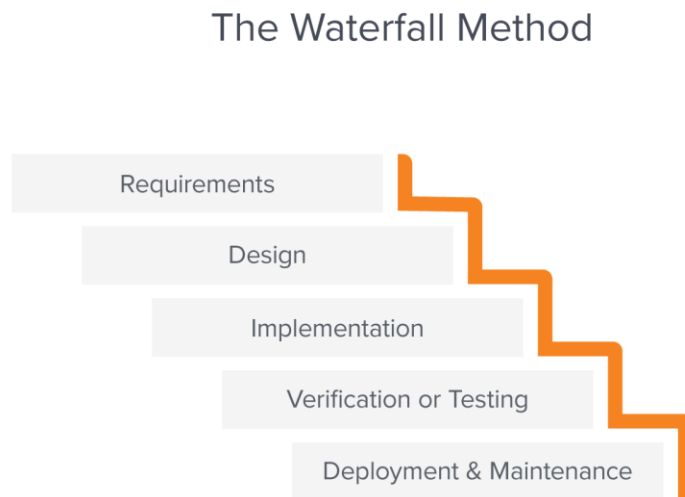 The Waterfall Method
Requirements
Design
Implementation
Verification or Testing
Deployment & Maintenance